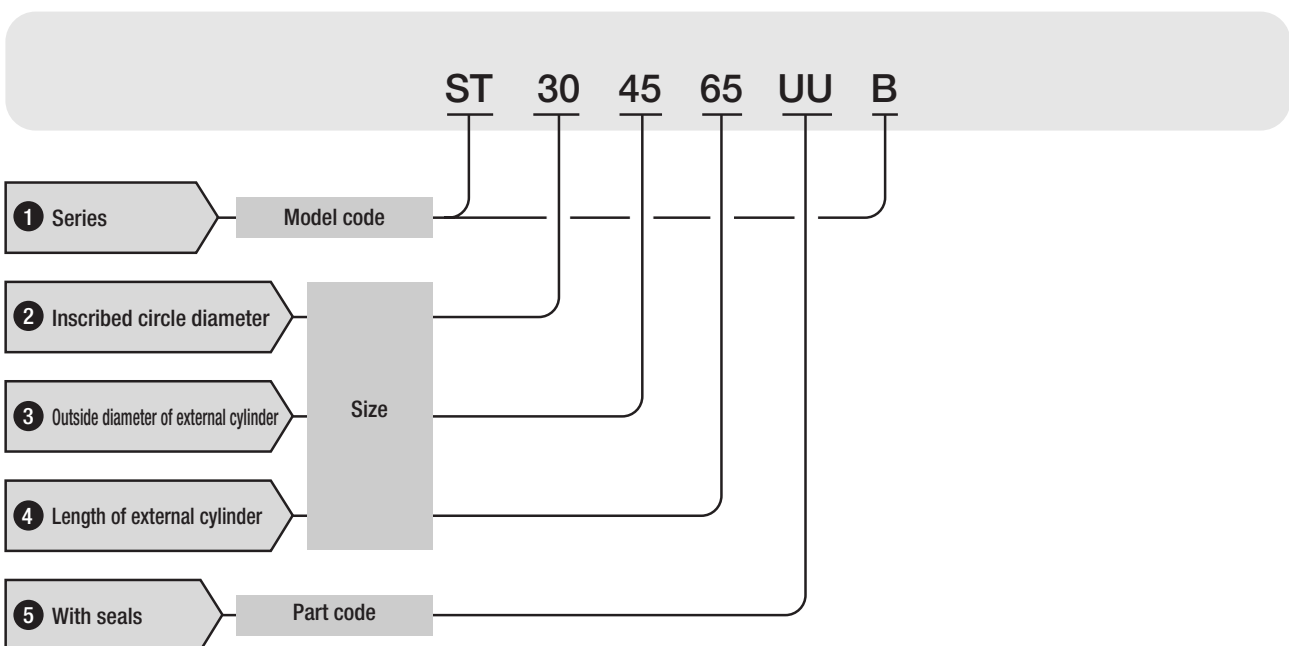 ST 30 45 65 UU B
1 Series Model code
2 Inscribed circle diameter
3 Outside diameter of external cylinder Size
4 Length of external cylinder
5 With seals Part code